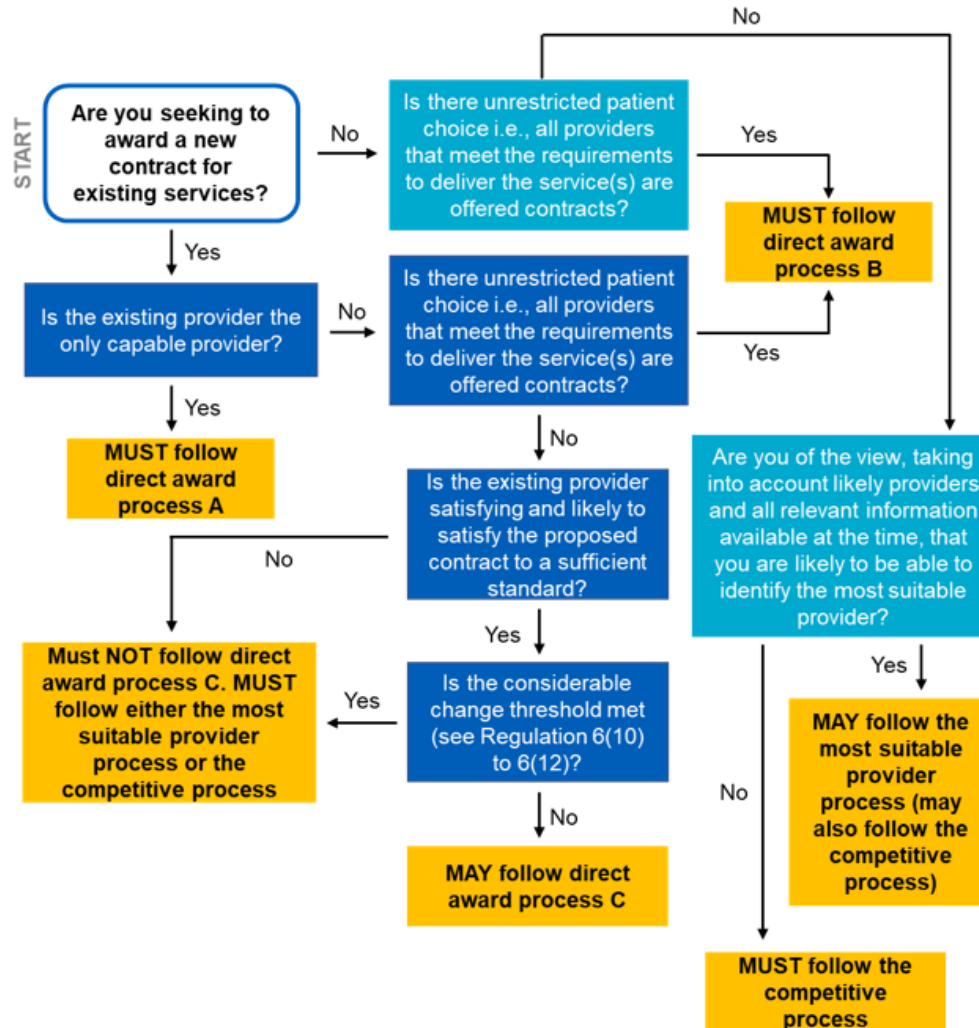 No
START
Are you seeking to
award a new
contract for
existing services?
No
Is there unrestricted patient
choice i.e., all providers
that meet the requirements
to deliver the service(s) are
offered contracts?
Yes
MUST follow
direct award
process B
Yes
Is the existing provider the
only capable provider?
No
Is there unrestricted patient
choice i.e., all providers
that meet the requirements
to deliver the service(s) are
offered contracts?
Yes
Yes
MUST follow
direct award
process A
No
Is the existing provider
satisfying and likely to
satisfy the proposed
contract to a sufficient
standard?
No
Are you of the view, taking
into account likely providers
and all relevant information
available at the time, that
you are likely to be able to
identify the most suitable
provider?
Yes
Must NOT follow direct
award process C. MUST
follow either the most
suitable provider
process or the
competitive process
Yes
Is the considerable
change threshold met
(see Regulation 6(10)
to 6(12)?
Yes
MAY follow the
most suitable
provider
process (may
also follow the
competitive
process)
No
No
MAY follow direct
award process C
MUST follow the
competitive
process